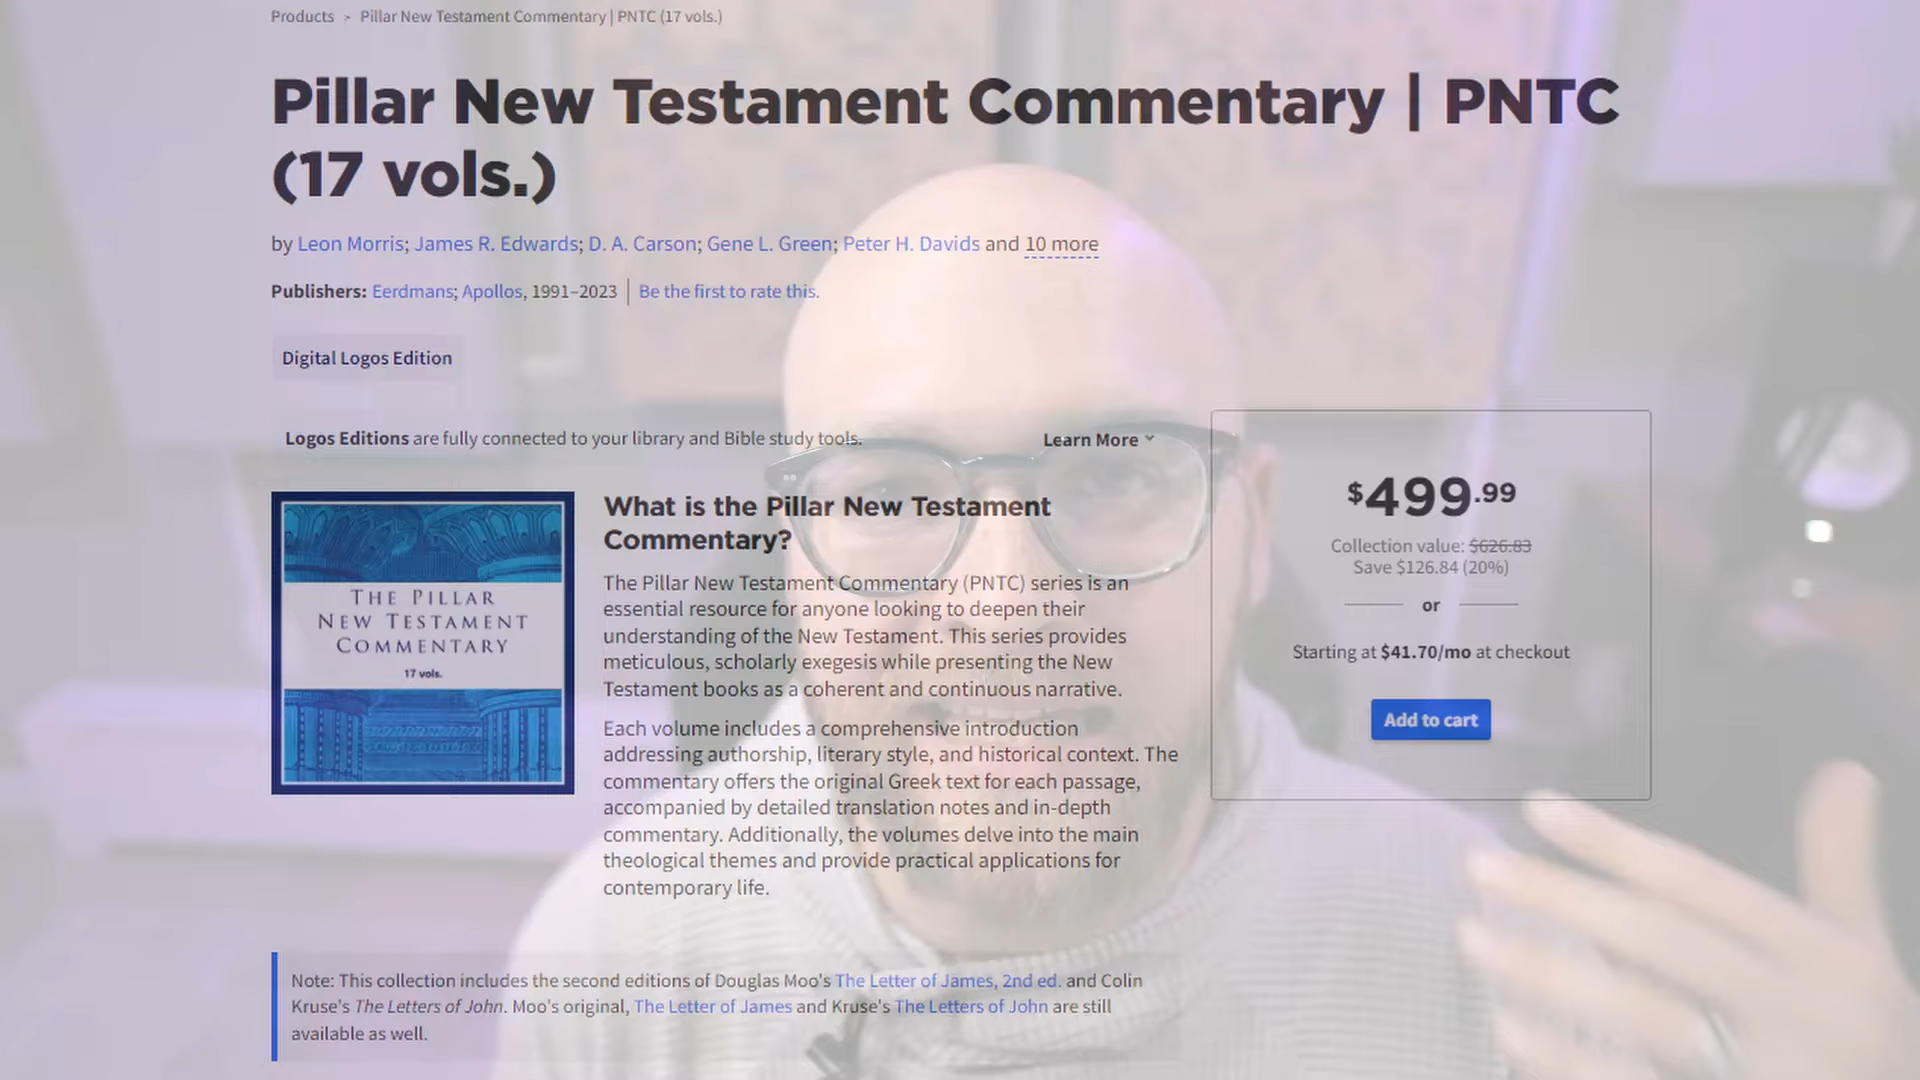 Products > Pillar New Testament Commentary | PNTC (17 vols.)
Pillar New Testament Commentary | PNTC
(17 vols.)
by Leon Morris; James R. Edwards; D. A. Carson; Gene L. Green; Peter H. Davids and 10 more
Publishers: Eerdmans; Apollos, 1991–2023 | Be the first to rate this.
Digital Logos Edition
Logos Editions are fully connected to your library and Bible study tools.
Learn More
THE PILLAR
NEW TESTAMENT
COMMENTARY
17 vols.
What is the Pillar New Testament
Commentary?
The Pillar New Testament Commentary (PNTC) series is an
essential resource for anyone looking to deepen their
understanding of the New Testament. This series provides
meticulous, scholarly exegesis while presenting the New
Testament books as a coherent and continuous narrative.
Each volume includes a comprehensive introduction
addressing authorship, literary style, and historical context. The
commentary offers the original Greek text for each passage,
accompanied by detailed translation notes and in-depth
commentary. Additionally, the volumes delve into the main
theological themes and provide practical applications for
contemporary life.
$499.99
Collection value: $626.83
Save $126.84 (20%)
or
Starting at $41.70/mo at checkout
Add to cart
Note: This collection includes the second editions of Douglas Moo's The Letter of James, 2nd ed. and Colin
Kruse's The Letters of John. Moo's original, The Letter of James and Kruse's The Letters of John are still
available as well.